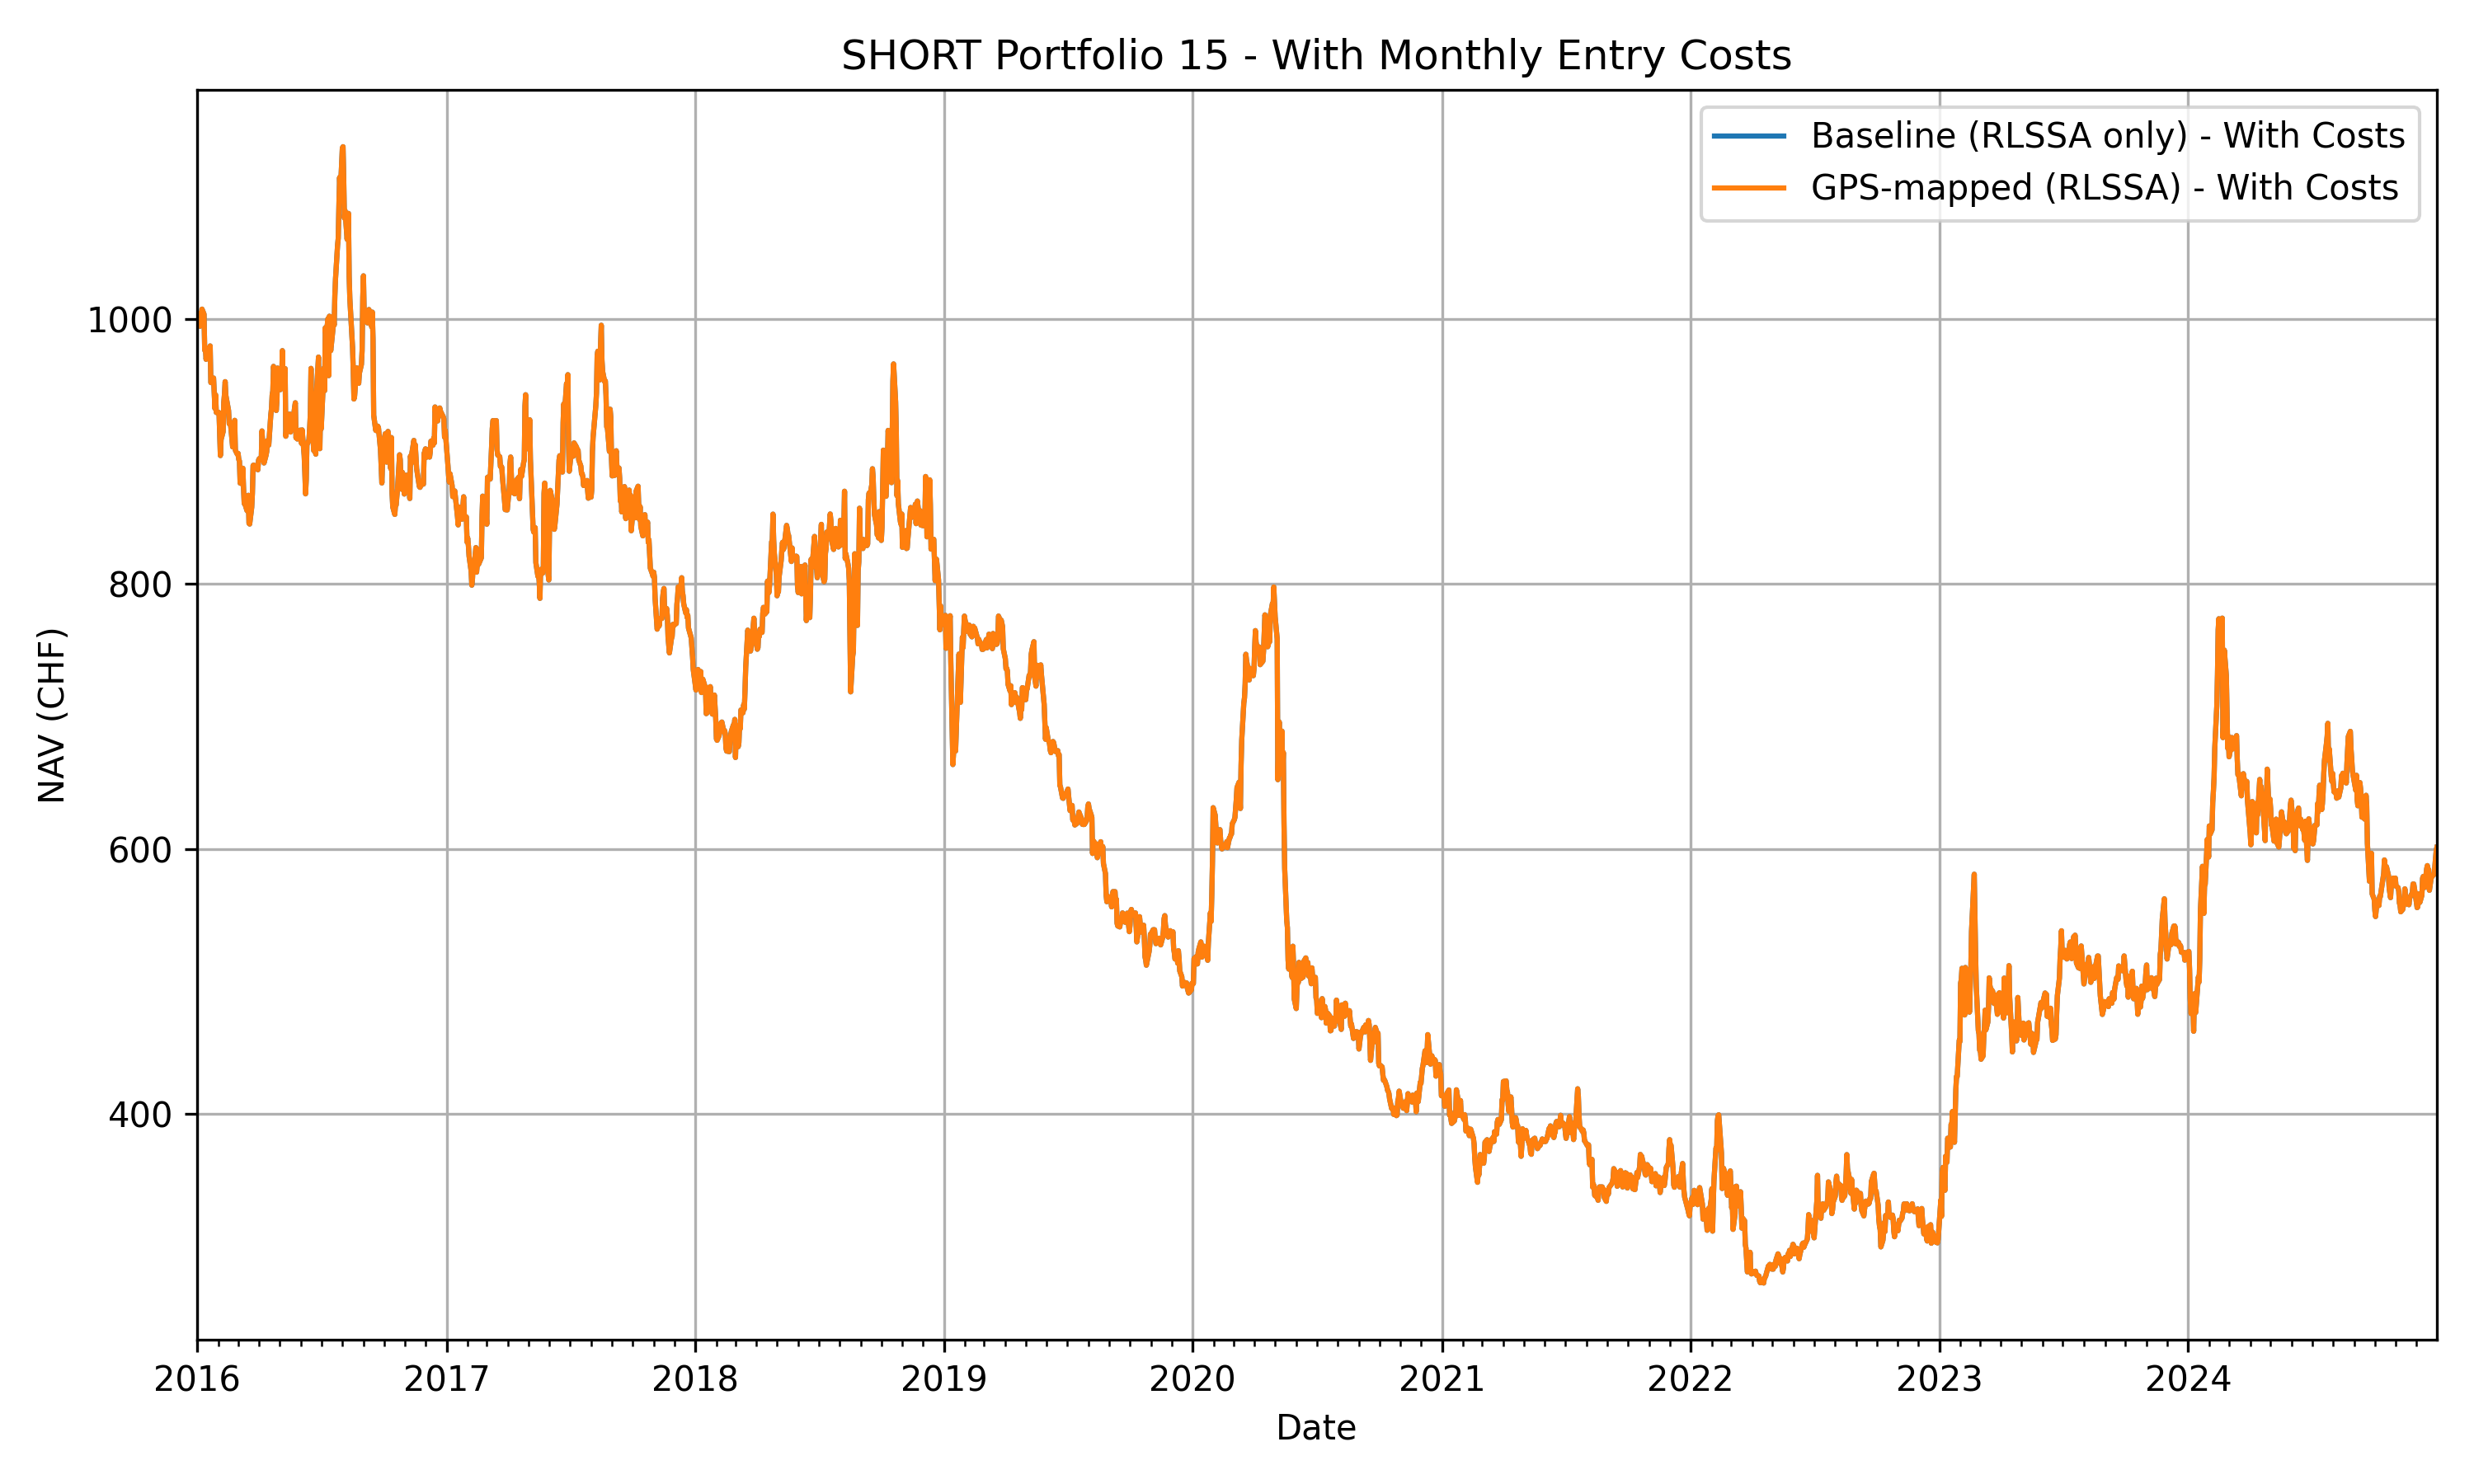 SHORT Portfolio 15 - With Monthly Entry Costs
Baseline (RLSSA only) - With Costs
GPS-mapped (RLSSA) - With Costs
NAV (CHF)
1000
800
600
400
2016 2017 2018 2019 2020 2021 2022 2023 2024
Date